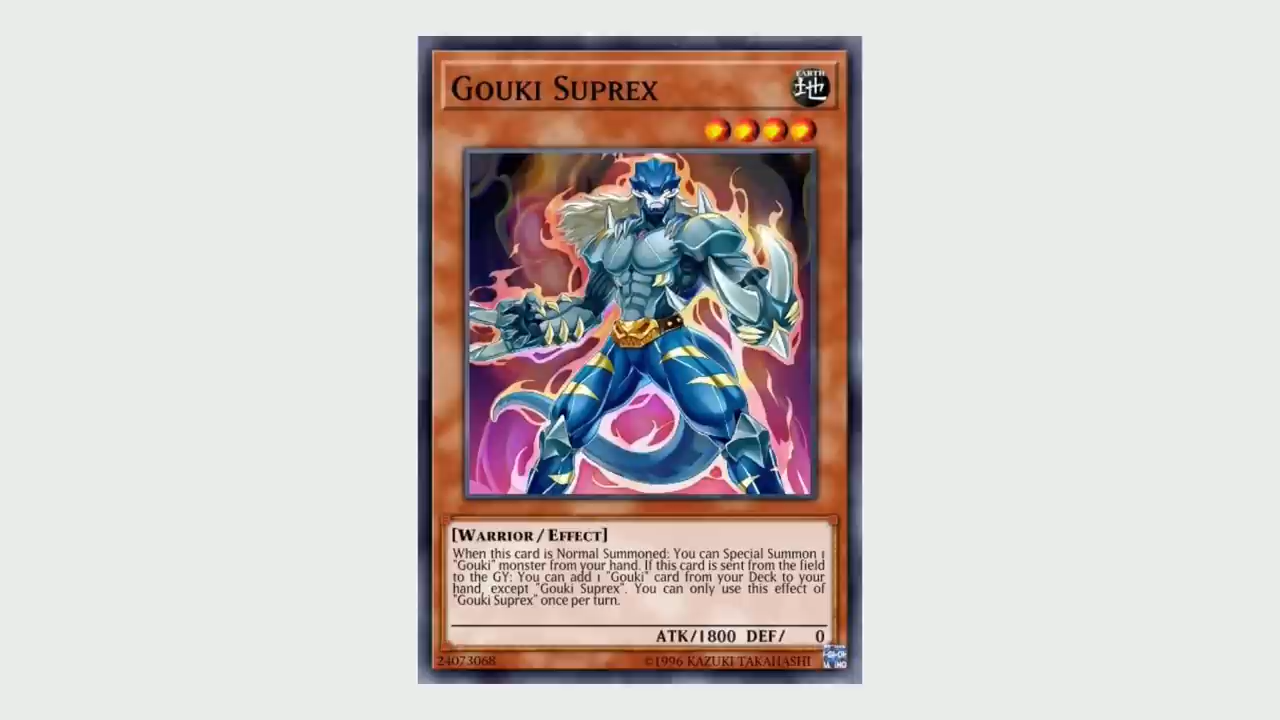 GOUKI SUPREX
EARTH
地
[WARRIOR / EFFECT]
When this card is Normal Summoned: You can Special Summon 1
"Gouki" monster from your hand. If this card is sent from the field
to the GY: You can add 1 "Gouki" card from your Deck to your
hand, except "Gouki Suprex". You can only use this effect of
"Gouki Suprex" once per turn.
ATK/1800 DEF/ 0
24073068
©1996 KAZUKI TAKAHASHI